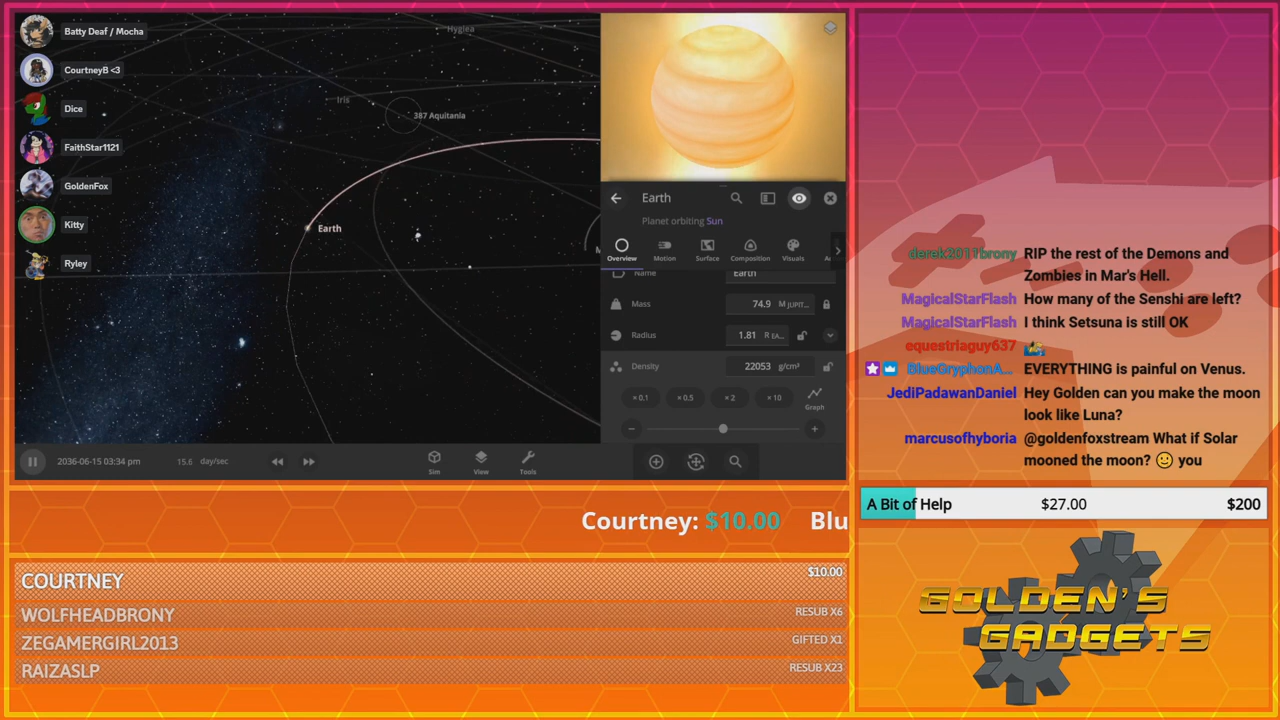 Batty Deaf / Mocha
CourtneyB <3
Dice
FaithStar1121
GoldenFox
Kitty
Ryley
Hygiea
Iris
387 Aquitania
Earth
Earth
Planet orbiting Sun
Overview
Motion
Surface
Composition
Visuals
Name
Earth
Mass
74.9 M JUPIT...
Radius
1.81 R EA...
Density
22053 g/cm³
× 0.1
× 0.5
× 2
× 10
Graph
2036-06-15 03:34 pm
15.6 day/sec
Sim
View
Tools
derek2011brony RIP the rest of the Demons and
Zombies in Mar's Hell.
MagicalStarFlash How many of the Senshi are left?
MagicalStarFlash I think Setsuna is still OK
equestriaguy637
BlueGryphonA... EVERYTHING is painful on Venus.
JediPadawanDaniel Hey Golden can you make the moon
look like Luna?
marcusofhyboria @goldenfoxstream What if Solar
mooned the moon? 🙂 you
A Bit of Help $27.00 $200
Courtney: $10.00 Blu
COURTNEY $10.00
WOLFHEADBRONY RESUB X6
ZEGAMERGIRL2013 GIFTED X1
RAIZASLP RESUB X23
GOLDEN'S
GADGETS